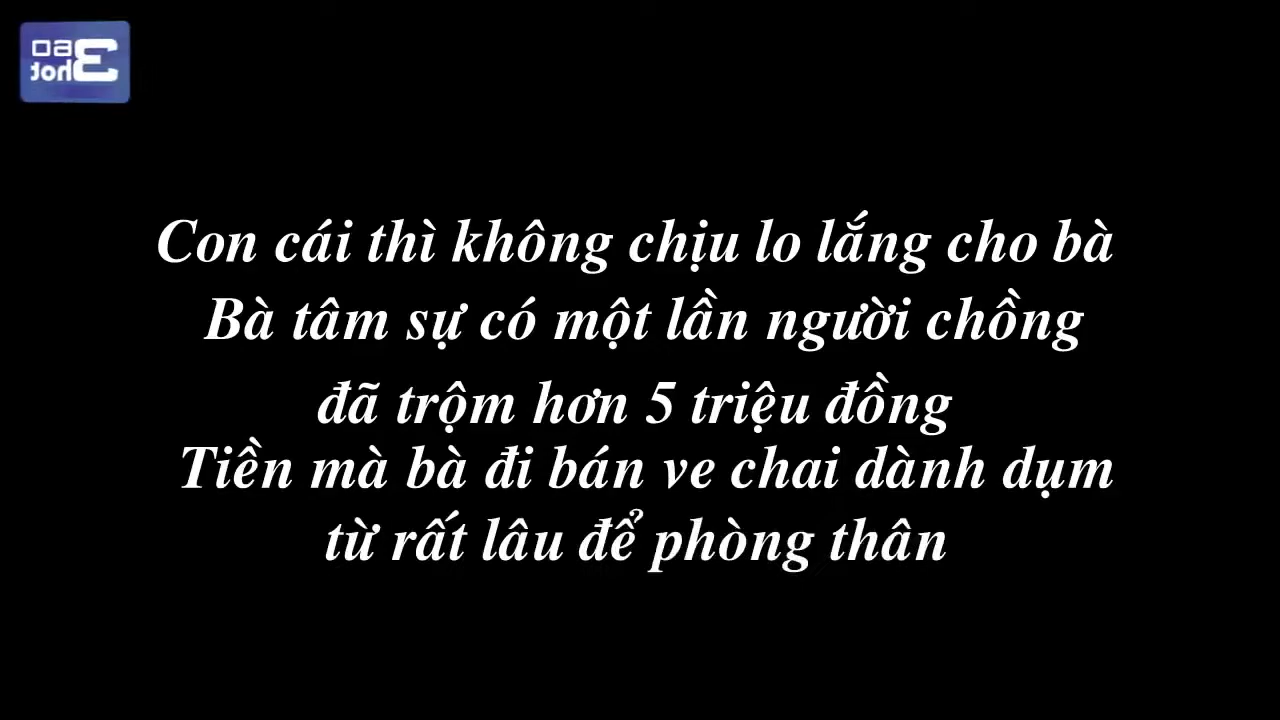 Con cái thì không chịu lo lắng cho bà
Bà tâm sự có một lần người chồng
đã trộm hơn 5 triệu đồng
Tiền mà bà đi bán ve chai dành dụm
từ rất lâu để phòng thân